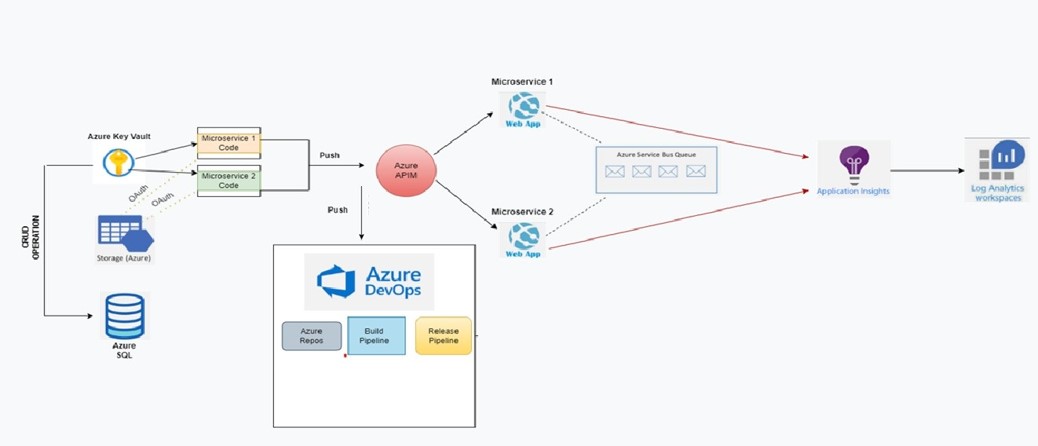 Microservice 1
Web App
Azure Key Vault
Microservice 1
Code
Microservice 2
Code
Push
Azure
APIM
Azure Service Bus Queue
Application Insights
Log Analytics
workspaces
OAuth
OAuth
Push
Microservice 2
Web App
CRUD
OPERATION
Storage (Azure)
Azure
DevOps
Azure
Repos
Build
Pipeline
Release
Pipeline
Azure
SQL